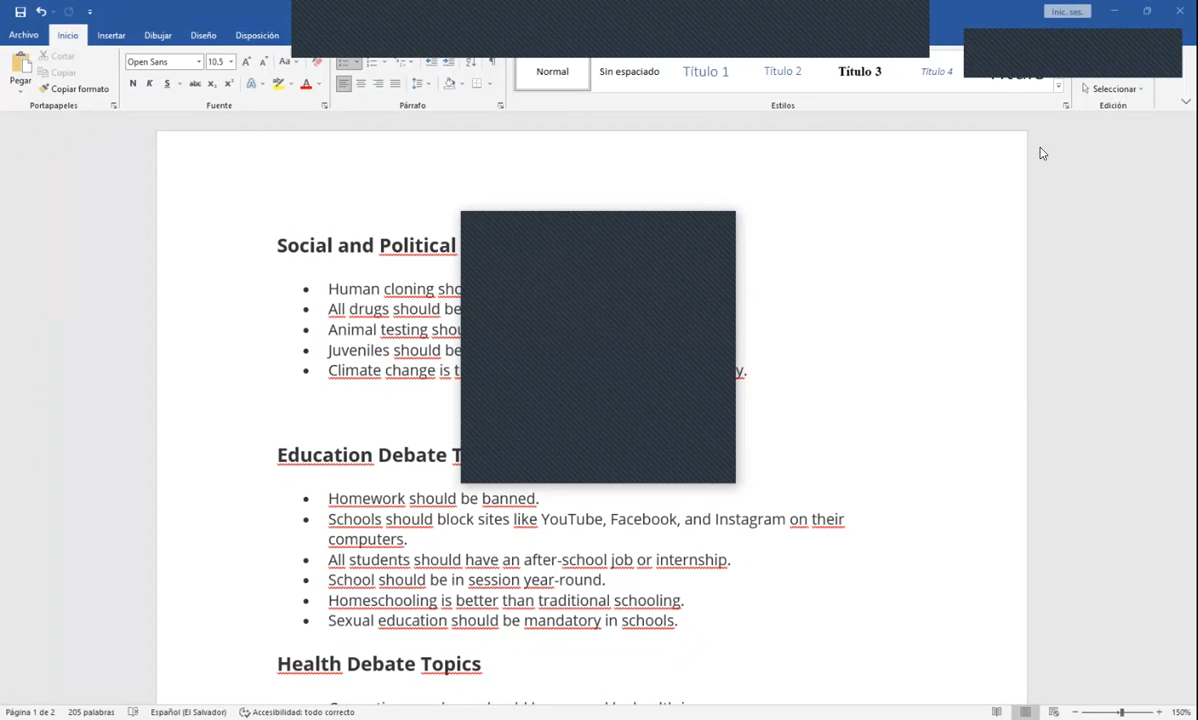 Inic. ses.
Archivo Inicio Insertar Dibujar Diseño Disposición
Pegar
Cortar
Copiar
Copiar formato
Portapapeles
Open Sans 10.5 A A Aa
N K S abc x₂ x² A A
Fuente
Párrafo
Normal Sin espaciado Título 1 Título 2 Título 3 Título 4
Estilos
Seleccionar
Edición
Social and Political
• Human cloning
• All drugs should be
• Animal testing
• Juveniles should be
• Climate change is
Education Debate
• Homework should be banned.
• Schools should block sites like YouTube, Facebook, and Instagram on their
computers.
• All students should have an after-school job or internship.
• School should be in session year-round.
• Homeschooling is better than traditional schooling.
• Sexual education should be mandatory in schools.
Health Debate Topics
Página 1 de 2 205 palabras Español (El Salvador) Accesibilidad: todo correcto 150%